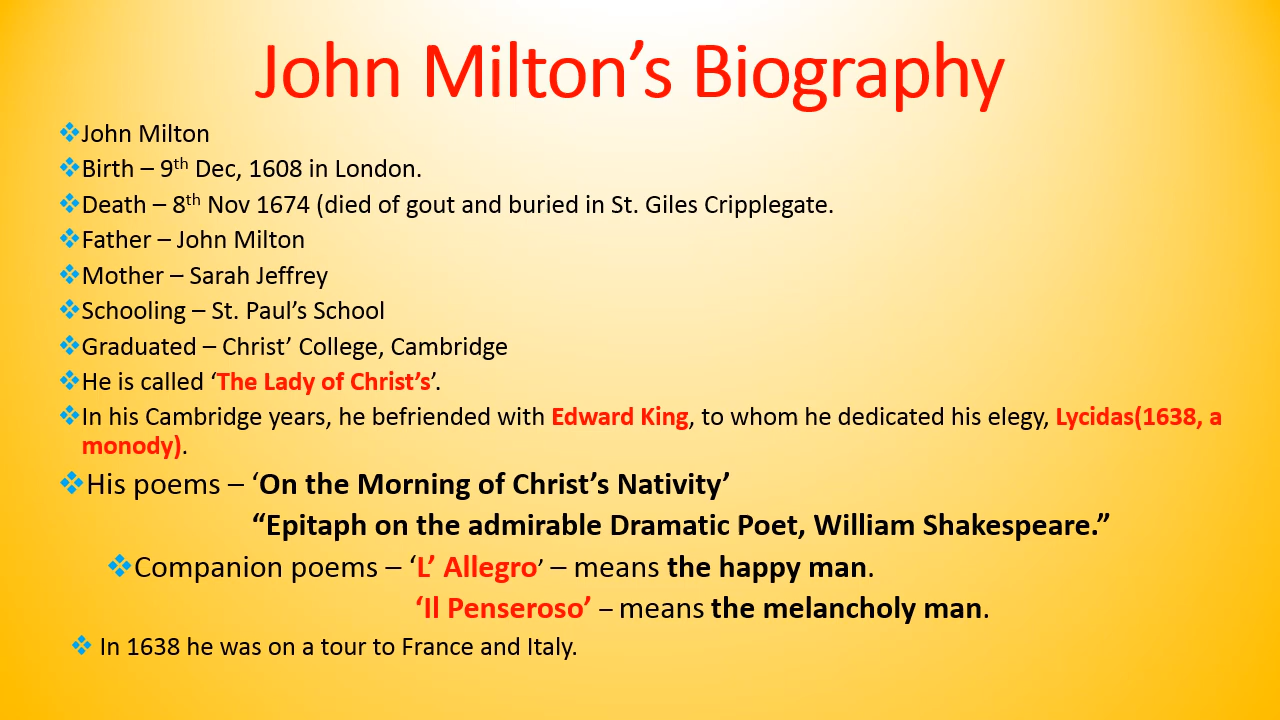 John Milton’s Biography
❖John Milton
❖Birth – 9th Dec, 1608 in London.
❖Death – 8th Nov 1674 (died of gout and buried in St. Giles Cripplegate.
❖Father – John Milton
❖Mother – Sarah Jeffrey
❖Schooling – St. Paul’s School
❖Graduated – Christ’ College, Cambridge
❖He is called ‘The Lady of Christ’s’.
❖In his Cambridge years, he befriended with Edward King, to whom he dedicated his elegy, Lycidas(1638, a
monody).
❖His poems – ‘On the Morning of Christ’s Nativity’
“Epitaph on the admirable Dramatic Poet, William Shakespeare.”
❖Companion poems – ‘L’ Allegro’ – means the happy man.
‘Il Penseroso’ – means the melancholy man.
❖ In 1638 he was on a tour to France and Italy.